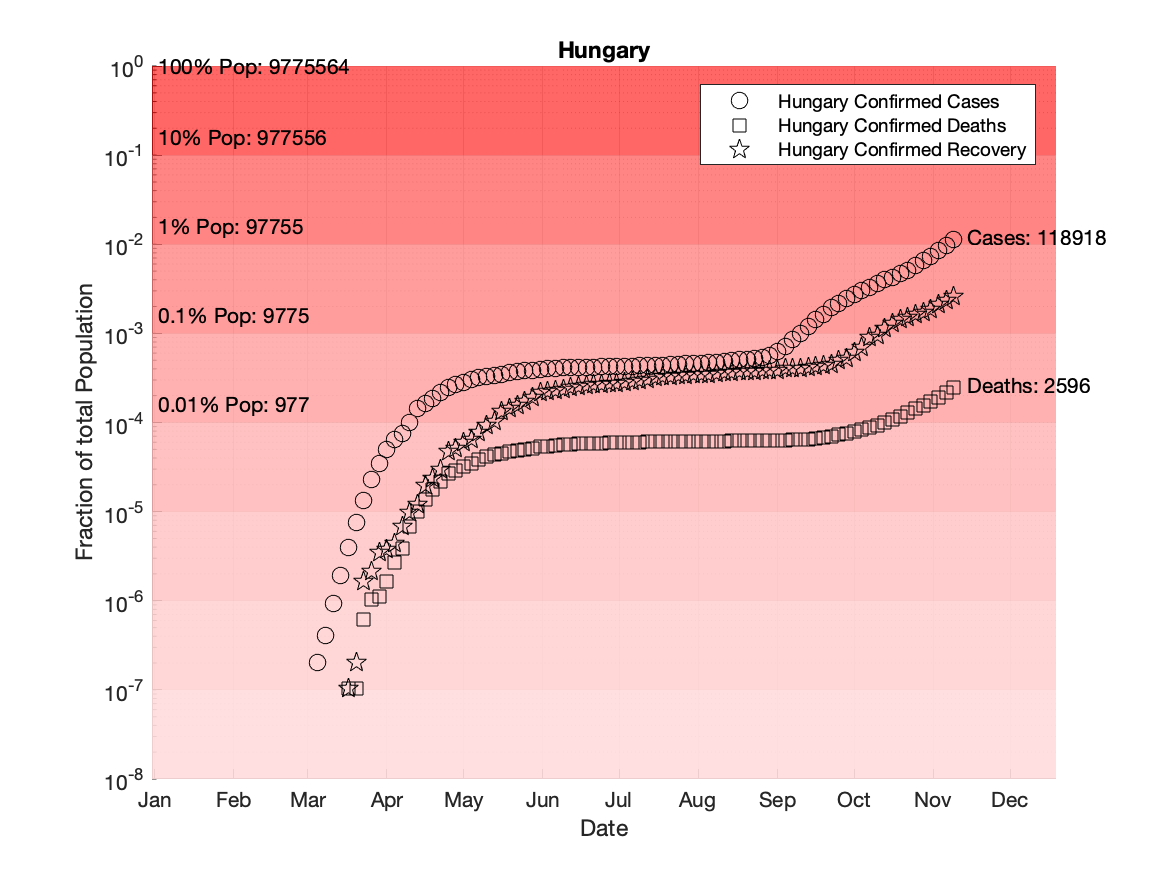 Hungary
10^0
100% Pop: 9775564
Hungary Confirmed Cases
Hungary Confirmed Deaths
Hungary Confirmed Recovery
10% Pop: 977556
10^-1
1% Pop: 97755
10^-2
Cases: 118918
0.1% Pop: 9775
10^-3
Deaths: 2596
0.01% Pop: 977
10^-4
10^-5
10^-6
10^-7
10^-8
Fraction of total Population
Jan Feb Mar Apr May Jun Jul Aug Sep Oct Nov Dec
Date